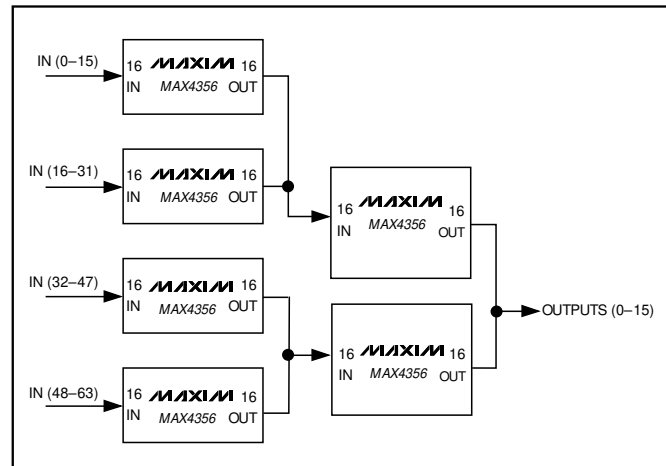 IN (0–15)
16 MAXIM 16
IN MAX4356 OUT
IN (16–31)
16 MAXIM 16
IN MAX4356 OUT
16 MAXIM 16
IN MAX4356 OUT
IN (32–47)
16 MAXIM 16
IN MAX4356 OUT
OUTPUTS (0–15)
16 MAXIM 16
IN MAX4356 OUT
IN (48–63)
16 MAXIM 16
IN MAX4356 OUT